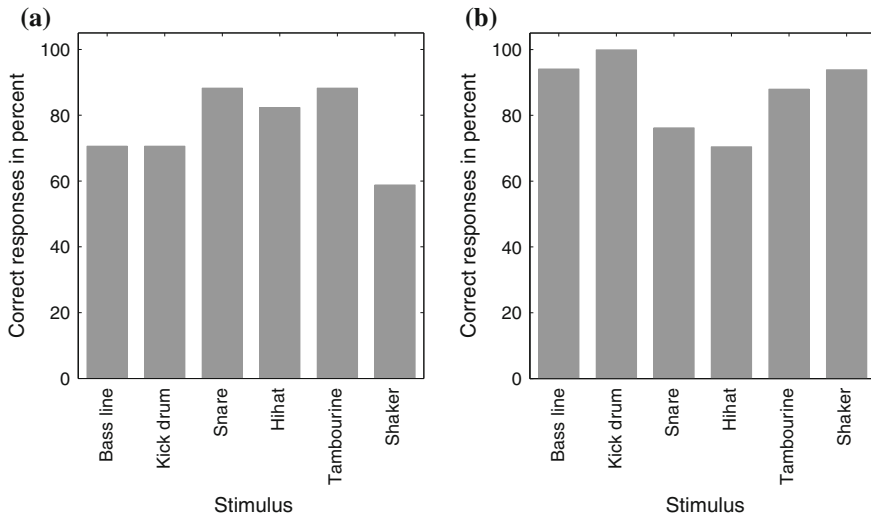 (a)
Correct responses in percent
100
80
60
40
20
0
Bass line
Kick drum
Snare
Hihat
Tambourine
Shaker
Stimulus
(b)
Correct responses in percent
100
80
60
40
20
0
Bass line
Kick drum
Snare
Hihat
Tambourine
Shaker
Stimulus